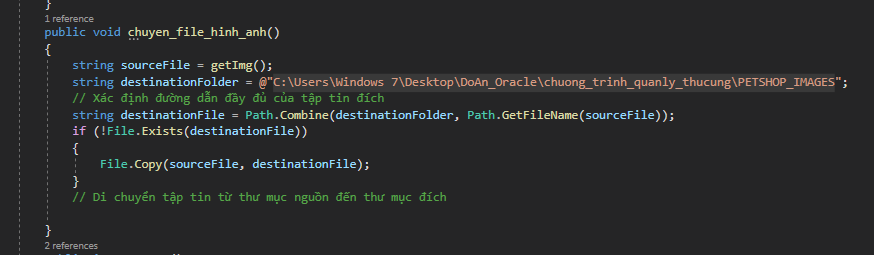 }
1 reference
public void chuyen_file_hinh_anh()
{
string sourceFile = getImg();
string destinationFolder = @"C:\Users\Windows 7\Desktop\DoAn_Oracle\chuong_trinh_quanly_thucung\PETSHOP_IMAGES";
// Xác định đường dẫn đầy đủ của tập tin đích
string destinationFile = Path.Combine(destinationFolder, Path.GetFileName(sourceFile));
if (!File.Exists(destinationFile))
{
File.Copy(sourceFile, destinationFile);
}
// Di chuyển tập tin từ thư mục nguồn đến thư mục đích
}
2 references